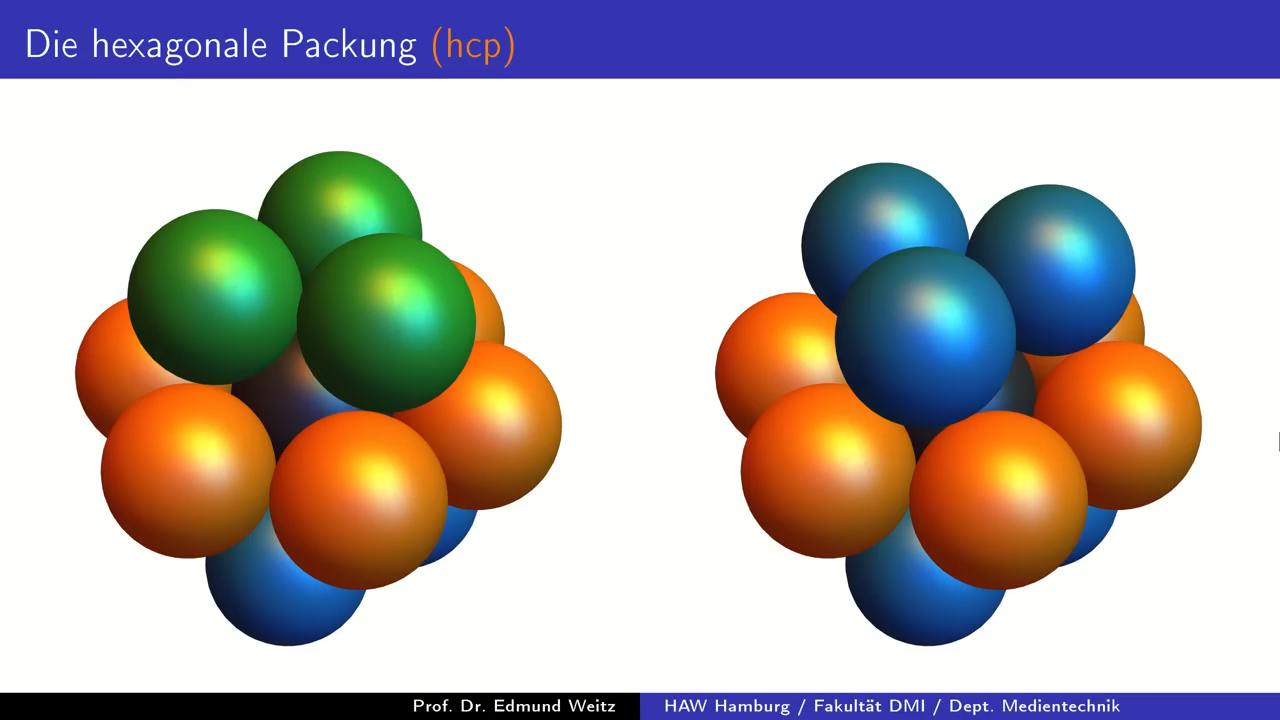 Die hexagonale Packung (hcp)
Prof. Dr. Edmund Weitz
HAW Hamburg / Fakultät DMI / Dept. Medientechnik